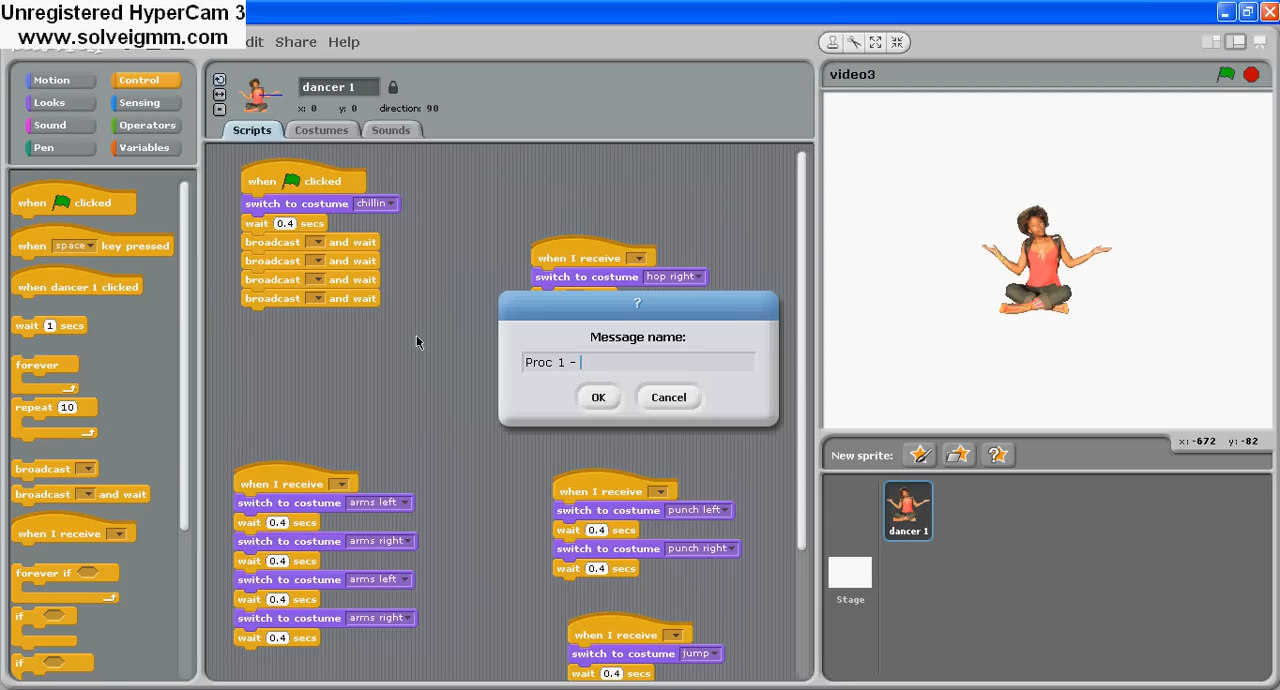 Unregistered HyperCam 3
www.solveigmm.com
dit Share Help
Motion Control
Looks Sensing
Sound Operators
Pen Variables
when clicked
when space key pressed
when dancer 1 clicked
wait 1 secs
forever
repeat 10
broadcast
broadcast and wait
when I receive
forever if
if
if
dancer 1
x: 0 y: 0 direction: 90
Scripts Costumes Sounds
when clicked
switch to costume chillin
wait 0.4 secs
broadcast and wait
broadcast and wait
broadcast and wait
broadcast and wait
when I receive
switch to costume hop right
?
Message name:
Proc 1 -
OK Cancel
when I receive
switch to costume arms left
wait 0.4 secs
switch to costume arms right
wait 0.4 secs
switch to costume arms left
wait 0.4 secs
switch to costume arms right
wait 0.4 secs
when I receive
switch to costume punch left
wait 0.4 secs
switch to costume punch right
wait 0.4 secs
when I receive
switch to costume jump
wait 0.4 secs
video3
x: -672 y: -82
New sprite:
dancer 1
Stage